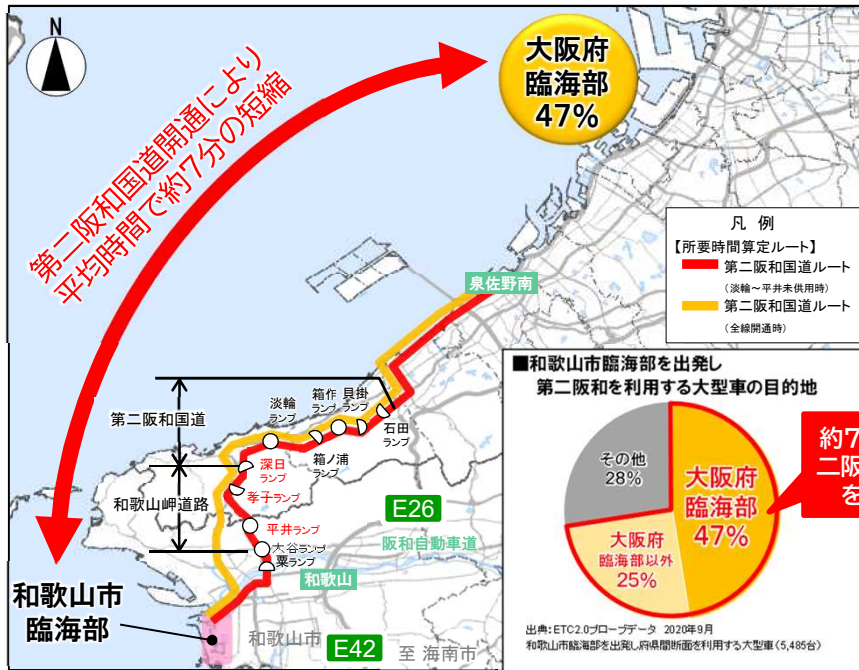 N
第二阪和国道開通により
平均時間で約7分の短縮
大阪府
臨海部
47%
凡 例
【所要時間算定ルート】
第二阪和国道ルート
(淡輪～平井未供用時)
第二阪和国道ルート
(全線開通時)
泉佐野南
第二阪和国道
淡輪
ランプ
箱作
ランプ
貝掛
ランプ
石田
ランプ
箱ノ浦
ランプ
和歌山岬道路
深日
ランプ
孝子ランプ
平井ランプ
大谷ランプ
粟ランプ
E26
阪和自動車道
和歌山
和歌山市
臨海部
和歌山市
E42
至 海南市
■和歌山市臨海部を出発し
第二阪和を利用する大型車の目的地
その他
28%
大阪府
臨海部
47%
大阪府
臨海部以外
25%
約7
二阪
を
出典:ETC2.0プローブデータ 2020年9月
和歌山市臨海部を出発し府県間断面を利用する大型車(5,485台)